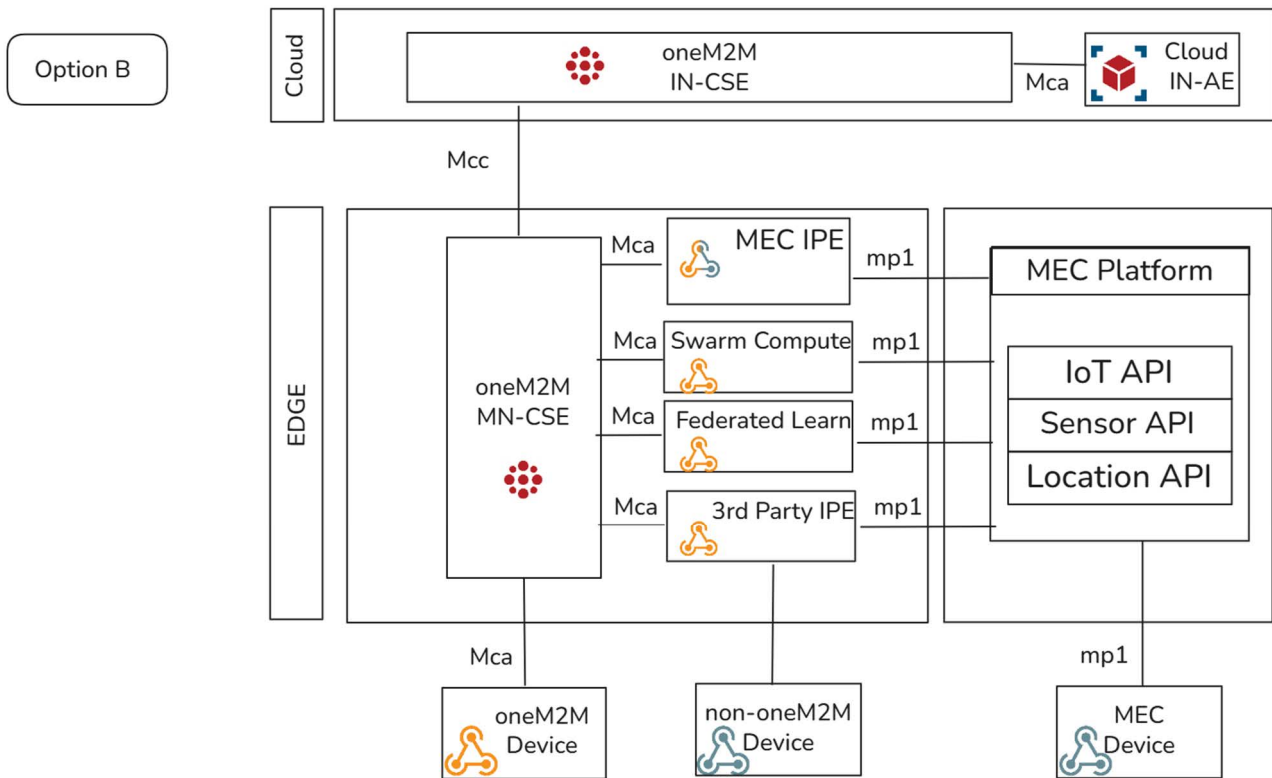 Option B
Cloud
oneM2M
IN-CSE
Mca
Cloud
IN-AE
Mcc
EDGE
oneM2M
MN-CSE
Mca
MEC IPE
mp1
Mca
Swarm Compute
mp1
Mca
Federated Learn
mp1
Mca
3rd Party IPE
mp1
MEC Platform
IoT API
Sensor API
Location API
Mca
mp1
oneM2M
Device
non-oneM2M
Device
MEC
Device